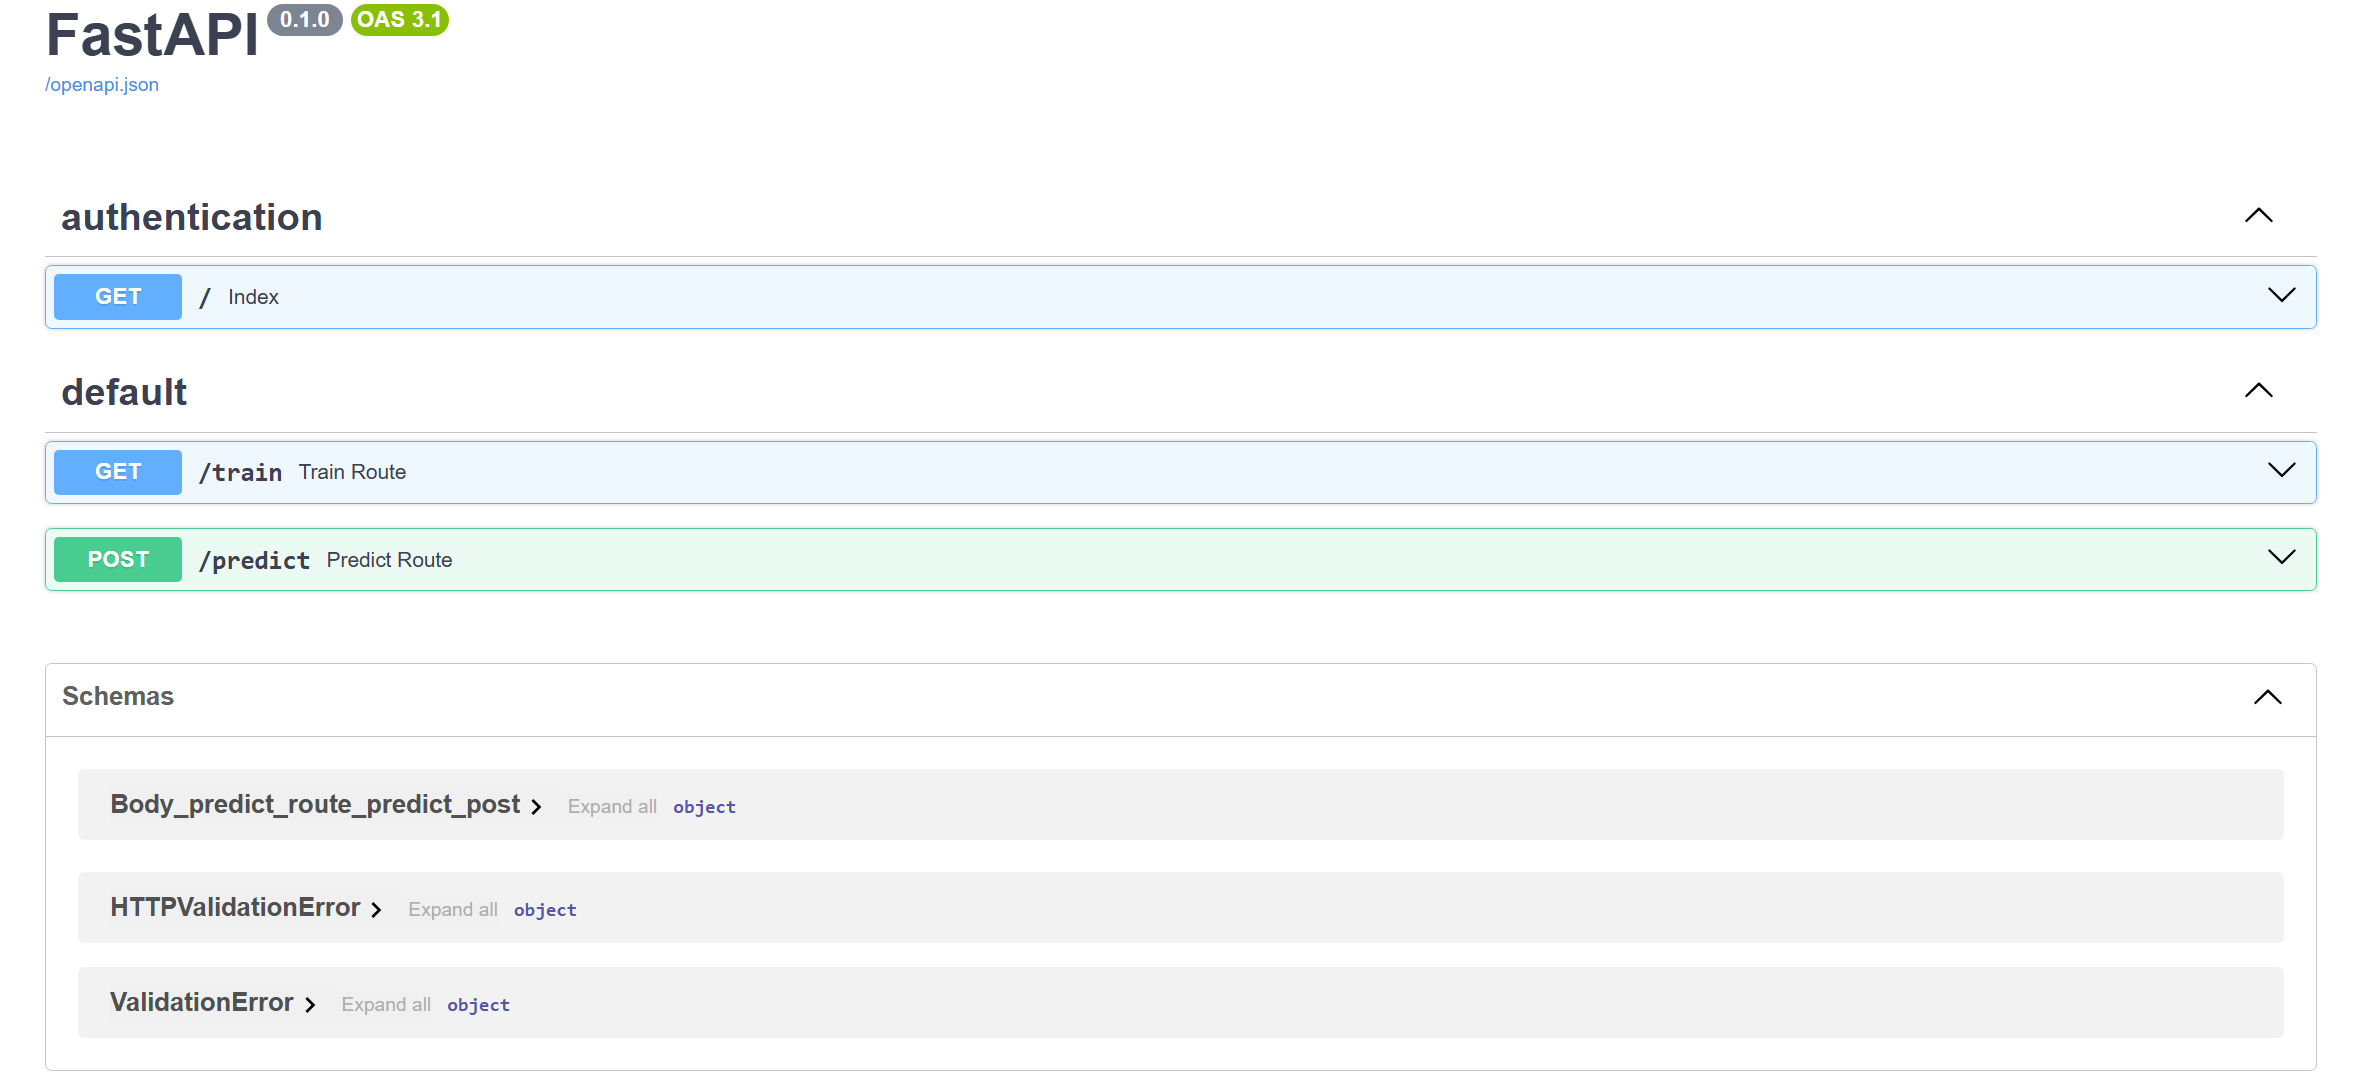 FastAPI 0.1.0 OAS 3.1
/openapi.json
authentication
GET / Index
default
GET /train Train Route
POST /predict Predict Route
Schemas
Body_predict_route_predict_post Expand all object
HTTPValidationError Expand all object
ValidationError Expand all object